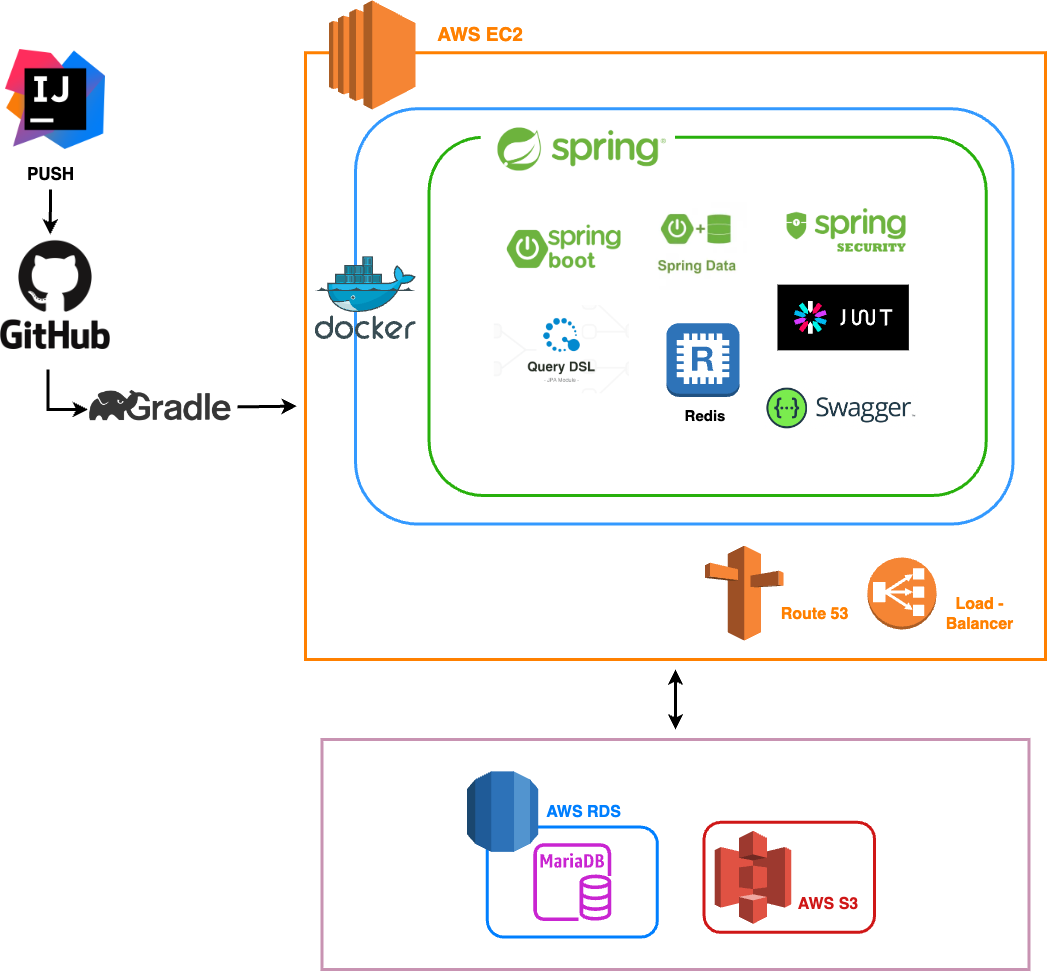 AWS EC2
IJ
PUSH
GitHub
Gradle
docker
spring
spring
boot
Spring Data
spring
SECURITY
Query DSL
- JPA Module -
R
Redis
JWT
{··}
Swagger
Route 53
Load -
Balancer
AWS RDS
MariaDB
AWS S3